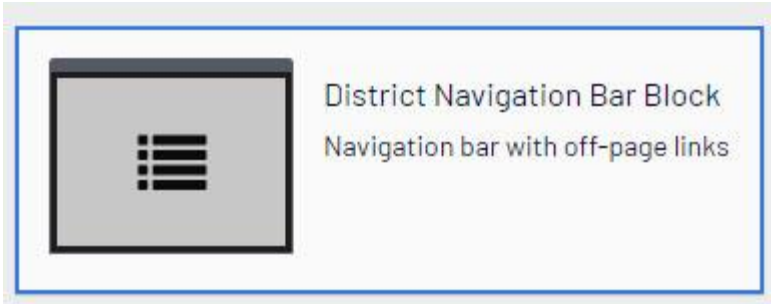 District Navigation Bar Block
Navigation bar with off-page links